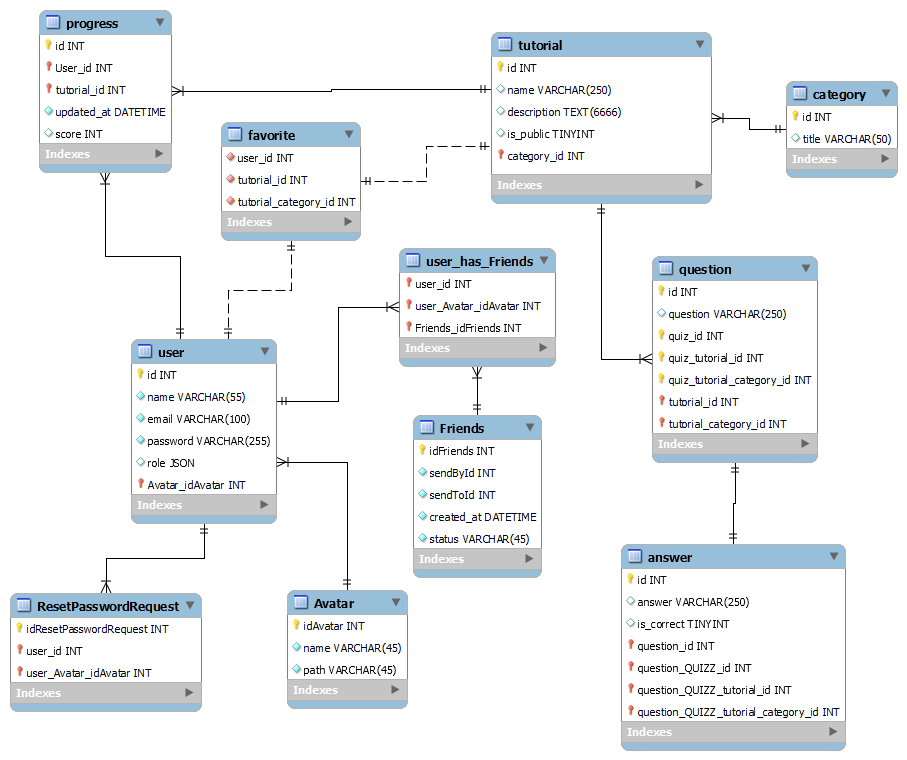 progress
id INT
User_id INT
tutorial_id INT
updated_at DATETIME
score INT
Indexes
tutorial
id INT
name VARCHAR(250)
description TEXT(6666)
is_public TINYINT
category_id INT
Indexes
category
id INT
title VARCHAR(50)
Indexes
favorite
user_id INT
tutorial_id INT
tutorial_category_id INT
Indexes
user_has_Friends
user_id INT
user_Avatar_idAvatar INT
Friends_idFriends INT
Indexes
question
id INT
question VARCHAR(250)
quiz_id INT
quiz_tutorial_id INT
quiz_tutorial_category_id INT
tutorial_id INT
tutorial_category_id INT
Indexes
user
id INT
name VARCHAR(55)
email VARCHAR(100)
password VARCHAR(255)
role JSON
Avatar_idAvatar INT
Indexes
Friends
idFriends INT
sendById INT
sendToId INT
created_at DATETIME
status VARCHAR(45)
Indexes
answer
id INT
answer VARCHAR(250)
is_correct TINYINT
question_id INT
question_QUIZZ_id INT
question_QUIZZ_tutorial_id INT
question_QUIZZ_tutorial_category_id INT
Indexes
ResetPasswordRequest
idResetPasswordRequest INT
user_id INT
user_Avatar_idAvatar INT
Indexes
Avatar
idAvatar INT
name VARCHAR(45)
path VARCHAR(45)
Indexes